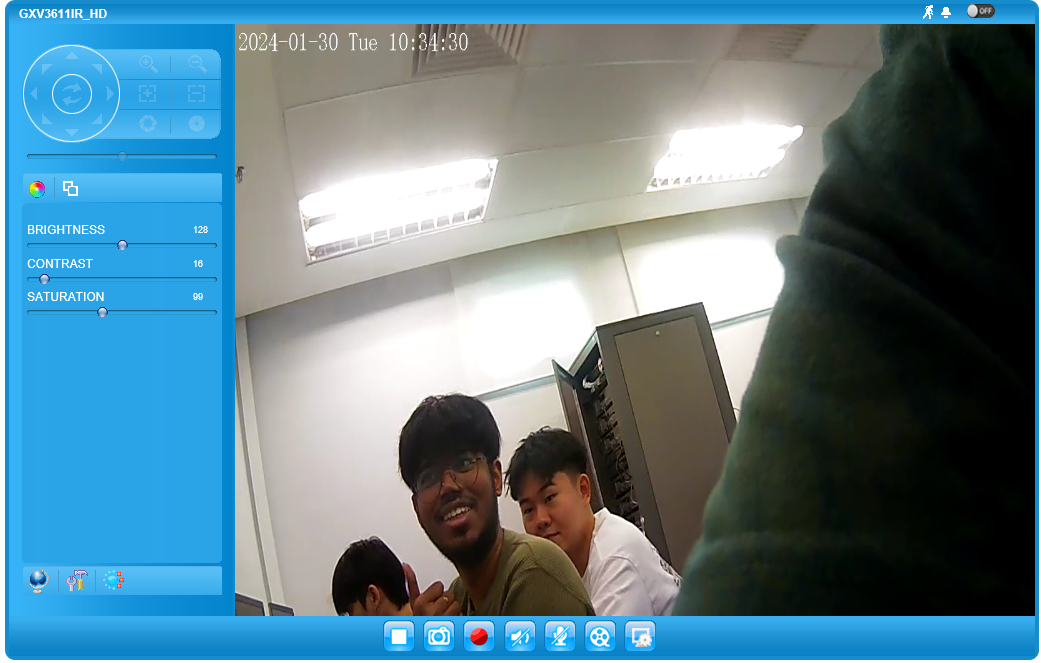 GXV3611IR_HD
OFF
2024-01-30 Tue 10:34:30
BRIGHTNESS 128
CONTRAST 16
SATURATION 99